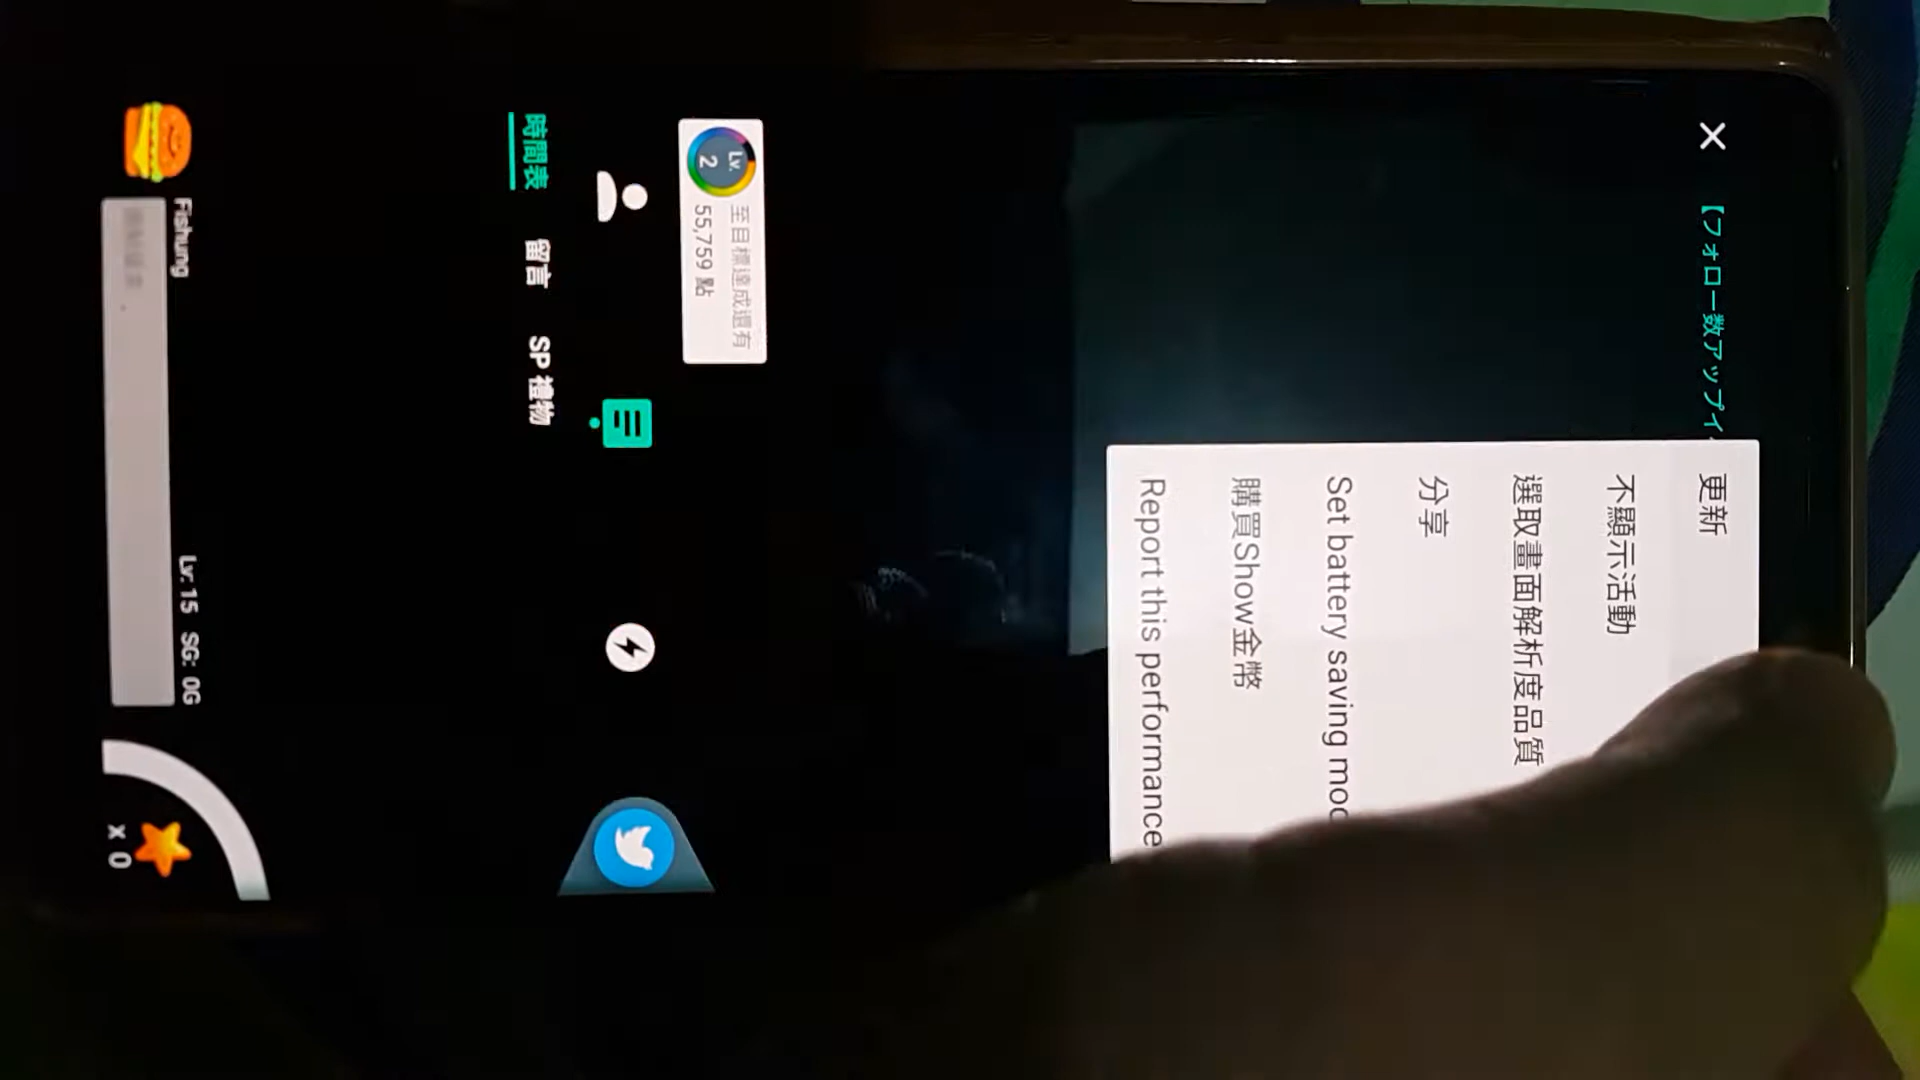 【フォロー数アップイ
更新
不顯示活動
選取畫面解析度品質
分享
Set battery saving mod
購買Show金幣
Report this performance
Lv.
2
至目標達成還有
55,759 點
時間表 留言 SP 禮物
Fishung Lv: 15 SG: 0G
x 0